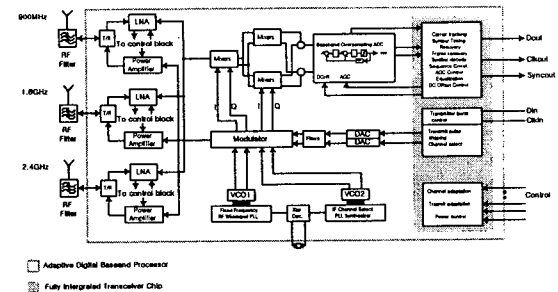 900MHz
LNA
T/R
To control block
RF
Filter
Power
Amplifier
1.8GHz
LNA
T/R
To control block
RF
Filter
Power
Amplifier
2.4GHz
LNA
T/R
To control block
RF
Filter
Power
Amplifier
Mixers
Mixers
Mixers
I
Q
I
Q
Baseband Oversampling ADC
AGC
Modulator
Filters
DAC
DAC
VCO1
VCO2
Fixed Frequency
RF Wideband PLL
IF Channel Select
PLL Synthesizer
Carrier tracking
Symbol Timing
Recovery
Frame recovery
Sequence Control
AGC Control
Equalization
DC Offset Control
Transmitter burst
control
Transmit pulse
shaping
Channel select
Channel adaptation
Transmit adaptation
Power control
Dout
Clkout
Syncout
Din
Clkin
Control
Adaptive Digital Baseband Processor
Fully Intergrated Transceiver Chip